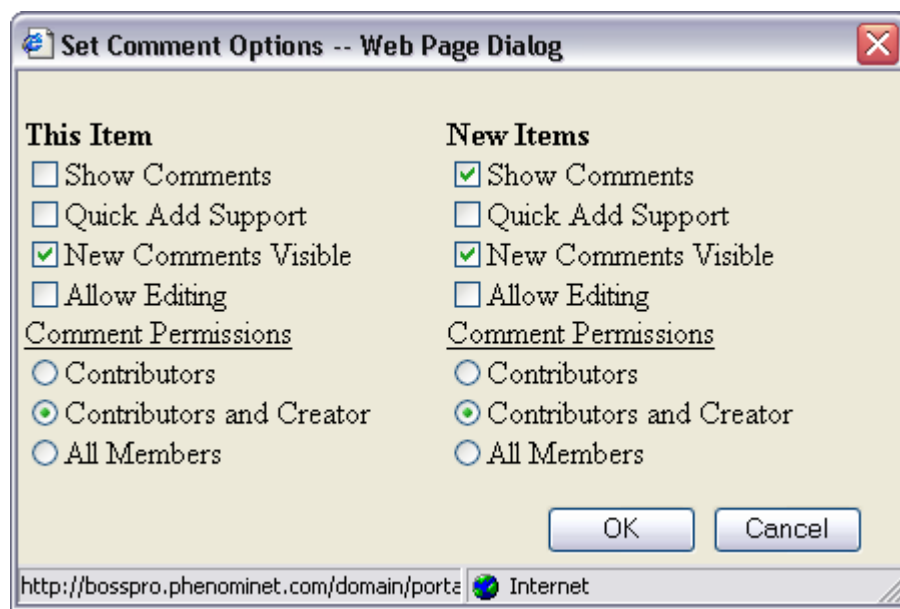 Set Comment Options -- Web Page Dialog
This Item
Show Comments
Quick Add Support
New Comments Visible
Allow Editing
Comment Permissions
Contributors
Contributors and Creator
All Members
New Items
Show Comments
Quick Add Support
New Comments Visible
Allow Editing
Comment Permissions
Contributors
Contributors and Creator
All Members
OK Cancel
http://bosspro.phenominet.com/domain/porta Internet